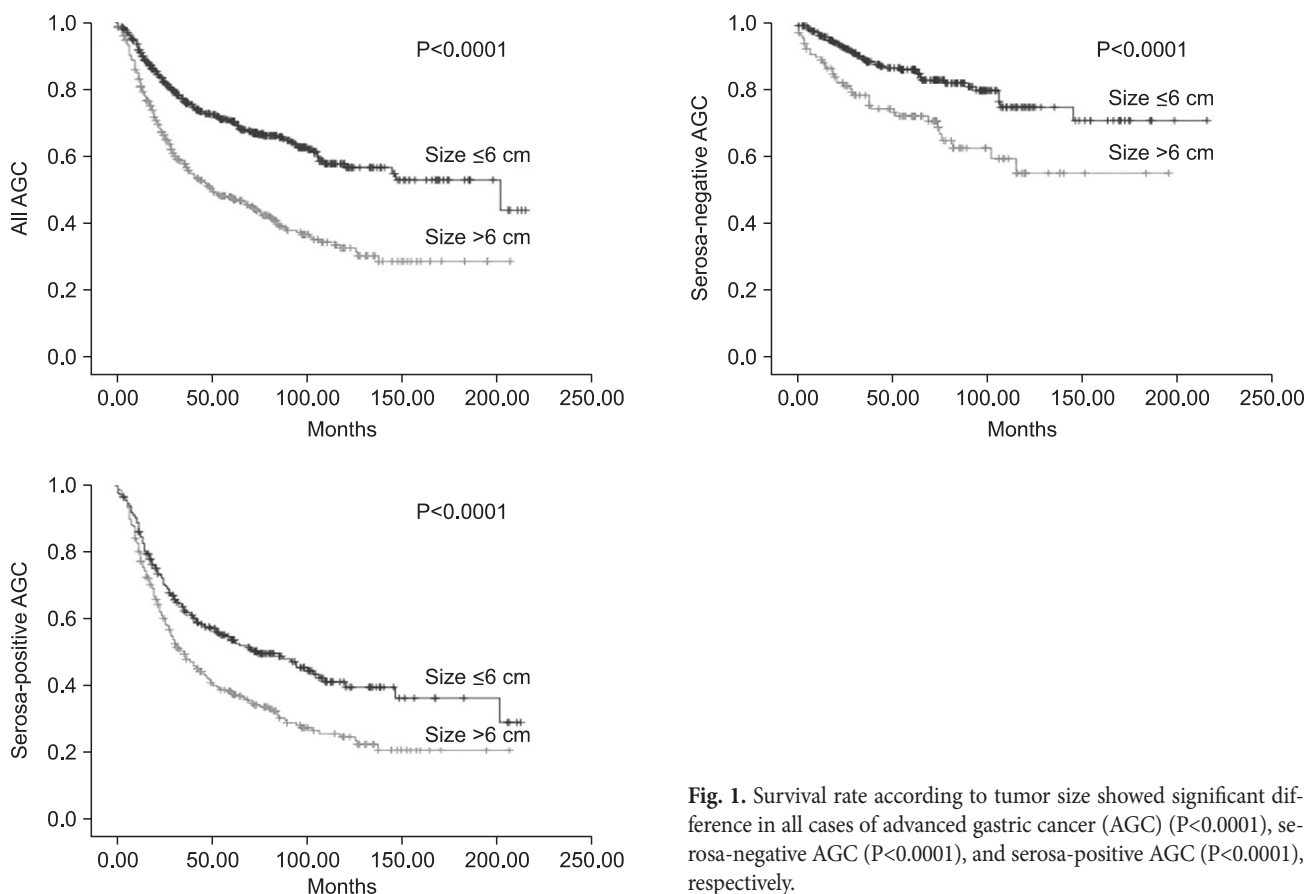 1.0
0.8
0.6
0.4
0.2
0.0
All AGC
P<0.0001
Size ≤6 cm
Size >6 cm
0.00 50.00 100.00 150.00 200.00 250.00
Months
1.0
0.8
0.6
0.4
0.2
0.0
Serosa-negative AGC
P<0.0001
Size ≤6 cm
Size >6 cm
0.00 50.00 100.00 150.00 200.00 250.00
Months
1.0
0.8
0.6
0.4
0.2
0.0
Serosa-positive AGC
P<0.0001
Size ≤6 cm
Size >6 cm
0.00 50.00 100.00 150.00 200.00 250.00
Months
Fig. 1. Survival rate according to tumor size showed significant dif-
ference in all cases of advanced gastric cancer (AGC) (P<0.0001), se-
rosa-negative AGC (P<0.0001), and serosa-positive AGC (P<0.0001),
respectively.